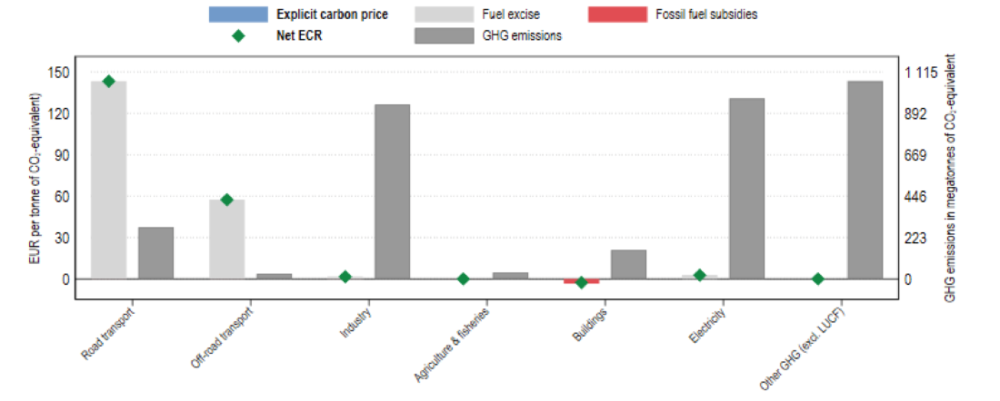 Explicit carbon price
Fuel excise
Fossil fuel subsidies
Net ECR
GHG emissions
EUR per tonne of CO₂-equivalent)
150
120
90
60
30
0
1 115
892
669
446
223
0
GHG emissions in megatonnes of CO₂-equivalent
Road transport
Off-road transport
Industry
Agriculture & fisheries
Buildings
Electricity
Other GHG (excl. LUCF)